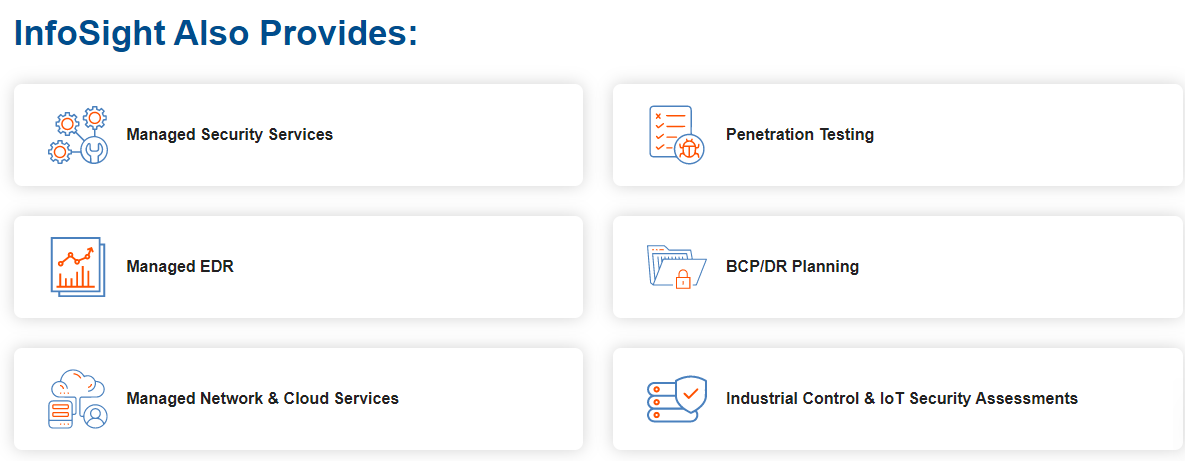 InfoSight Also Provides:
Managed Security Services
Penetration Testing
Managed EDR
BCP/DR Planning
Managed Network & Cloud Services
Industrial Control & IoT Security Assessments